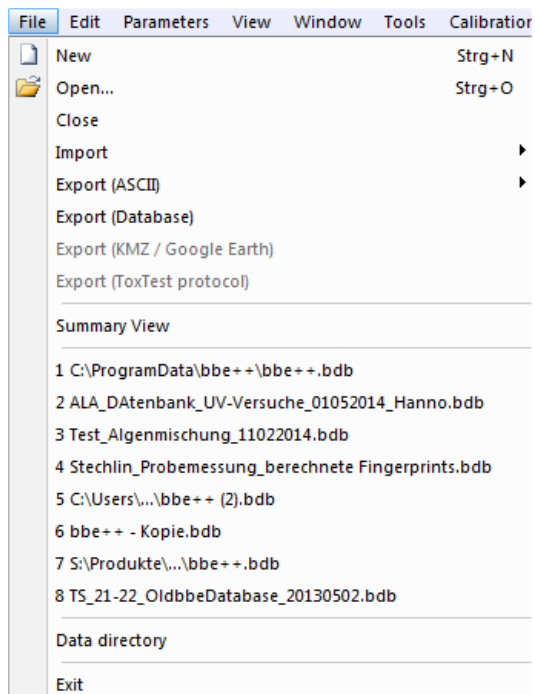 File Edit Parameters View Window Tools Calibration
New Strg+N
Open... Strg+O
Close
Import
Export (ASCII)
Export (Database)
Export (KMZ / Google Earth)
Export (ToxTest protocol)
Summary View
1 C:\ProgramData\bbe++\bbe++.bdb
2 ALA_DAtenbank_UV-Versuche_01052014_Hanno.bdb
3 Test_Algenmischung_11022014.bdb
4 Stechlin_Probemessung_berechnete Fingerprints.bdb
5 C:\Users\...\bbe++ (2).bdb
6 bbe++ - Kopie.bdb
7 S:\Produkte\...\bbe++.bdb
8 TS_21-22_OldbbeDatabase_20130502.bdb
Data directory
Exit